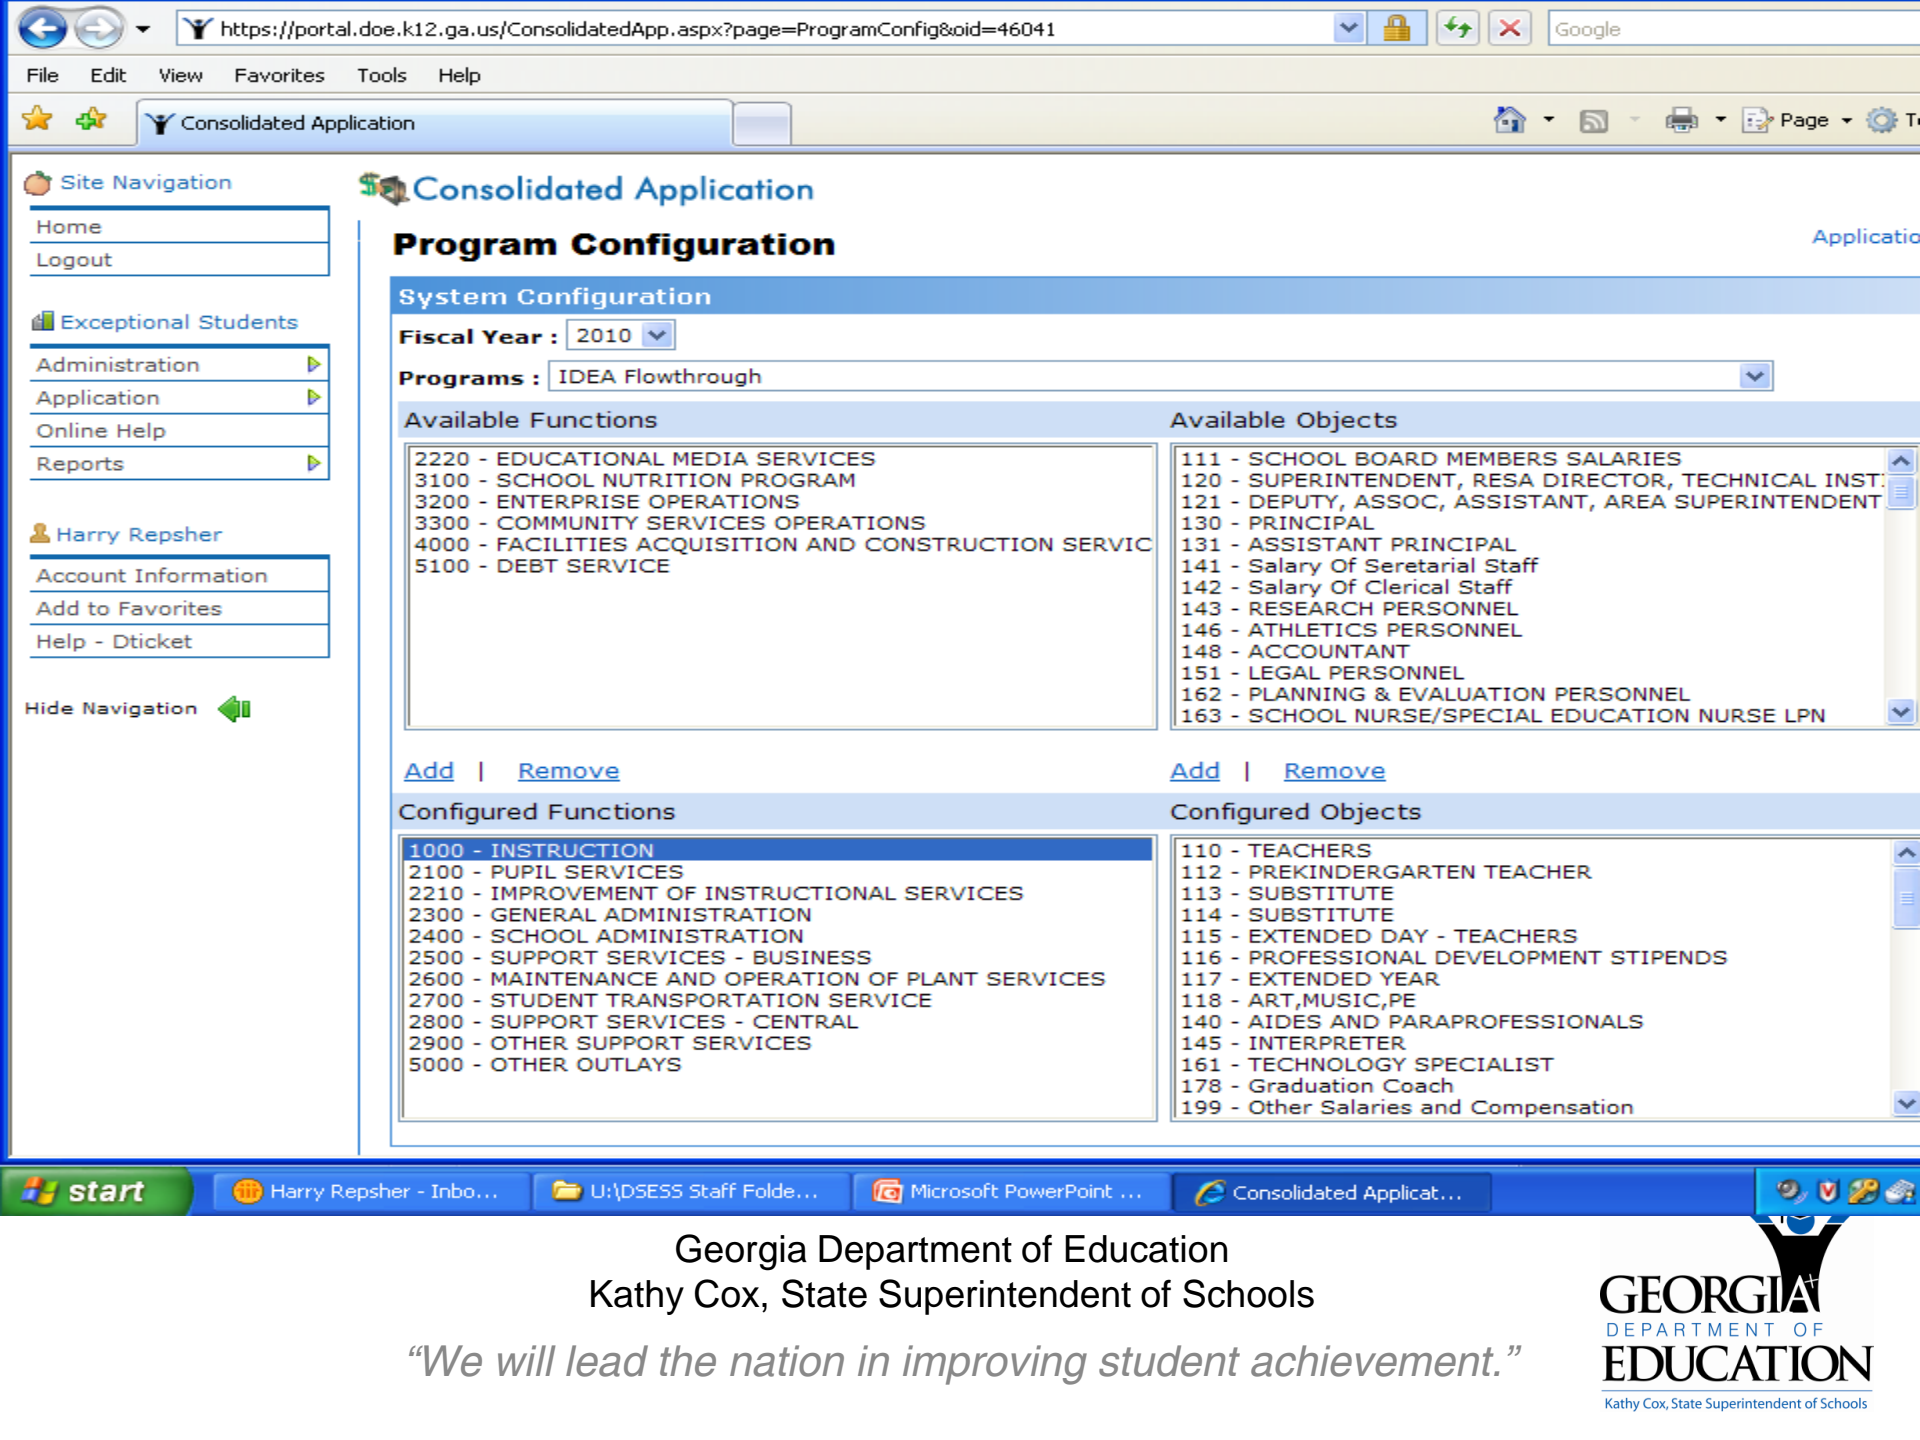 https://portal.doe.k12.ga.us/ConsolidatedApp.aspx?page=ProgramConfig&oid=46041
Google
File Edit View Favorites Tools Help
Consolidated Application
Page
Site Navigation
Home
Logout
Exceptional Students
Administration
Application
Online Help
Reports
Harry Repsher
Account Information
Add to Favorites
Help - Dticket
Hide Navigation
Consolidated Application
Program Configuration
Applicatio
System Configuration
Fiscal Year : 2010
Programs : IDEA Flowthrough
Available Functions
2220 - EDUCATIONAL MEDIA SERVICES
3100 - SCHOOL NUTRITION PROGRAM
3200 - ENTERPRISE OPERATIONS
3300 - COMMUNITY SERVICES OPERATIONS
4000 - FACILITIES ACQUISITION AND CONSTRUCTION SERVIC
5100 - DEBT SERVICE
Add | Remove
Available Objects
111 - SCHOOL BOARD MEMBERS SALARIES
120 - SUPERINTENDENT, RESA DIRECTOR, TECHNICAL INST
121 - DEPUTY, ASSOC, ASSISTANT, AREA SUPERINTENDENT
130 - PRINCIPAL
131 - ASSISTANT PRINCIPAL
141 - Salary Of Seretarial Staff
142 - Salary Of Clerical Staff
143 - RESEARCH PERSONNEL
146 - ATHLETICS PERSONNEL
148 - ACCOUNTANT
151 - LEGAL PERSONNEL
162 - PLANNING & EVALUATION PERSONNEL
163 - SCHOOL NURSE/SPECIAL EDUCATION NURSE LPN
Add | Remove
Configured Functions
1000 - INSTRUCTION
2100 - PUPIL SERVICES
2210 - IMPROVEMENT OF INSTRUCTIONAL SERVICES
2300 - GENERAL ADMINISTRATION
2400 - SCHOOL ADMINISTRATION
2500 - SUPPORT SERVICES - BUSINESS
2600 - MAINTENANCE AND OPERATION OF PLANT SERVICES
2700 - STUDENT TRANSPORTATION SERVICE
2800 - SUPPORT SERVICES - CENTRAL
2900 - OTHER SUPPORT SERVICES
5000 - OTHER OUTLAYS
Configured Objects
110 - TEACHERS
112 - PREKINDERGARTEN TEACHER
113 - SUBSTITUTE
114 - SUBSTITUTE
115 - EXTENDED DAY - TEACHERS
116 - PROFESSIONAL DEVELOPMENT STIPENDS
117 - EXTENDED YEAR
118 - ART,MUSIC,PE
140 - AIDES AND PARAPROFESSIONALS
145 - INTERPRETER
161 - TECHNOLOGY SPECIALIST
178 - Graduation Coach
199 - Other Salaries and Compensation
start
Harry Repsher - Inbo...
U:\DSESS Staff Folde...
Microsoft PowerPoint ...
Consolidated Applicat...
Georgia Department of Education
Kathy Cox, State Superintendent of Schools
“We will lead the nation in improving student achievement.”
GEORGIA
DEPARTMENT OF
EDUCATION
Kathy Cox, State Superintendent of Schools